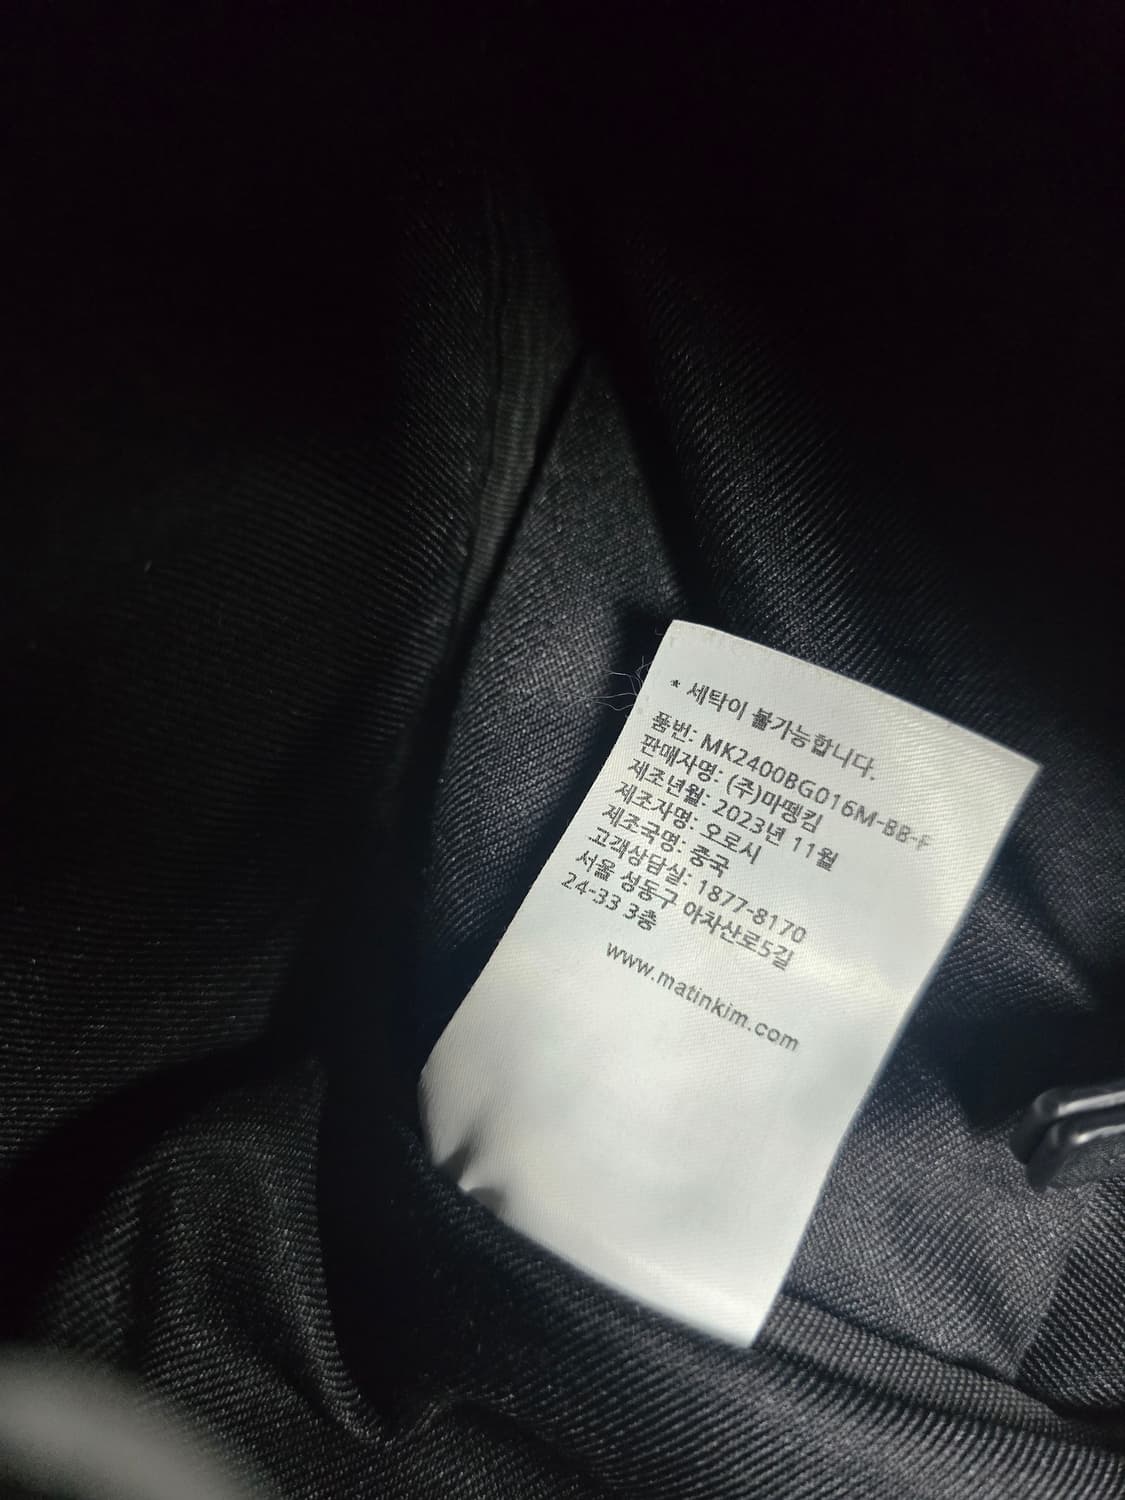 * 세탁이 불가능합니다.
품번: MK2400BG016M-BB-F
판매자명: (주)마뗑킴
제조년월: 2023년 11월
제조자명: 오로시
제조국명: 중국
고객상담실: 1877-8170
서울 성동구 아차산로5길
24-33 3층
www.matinkim.com